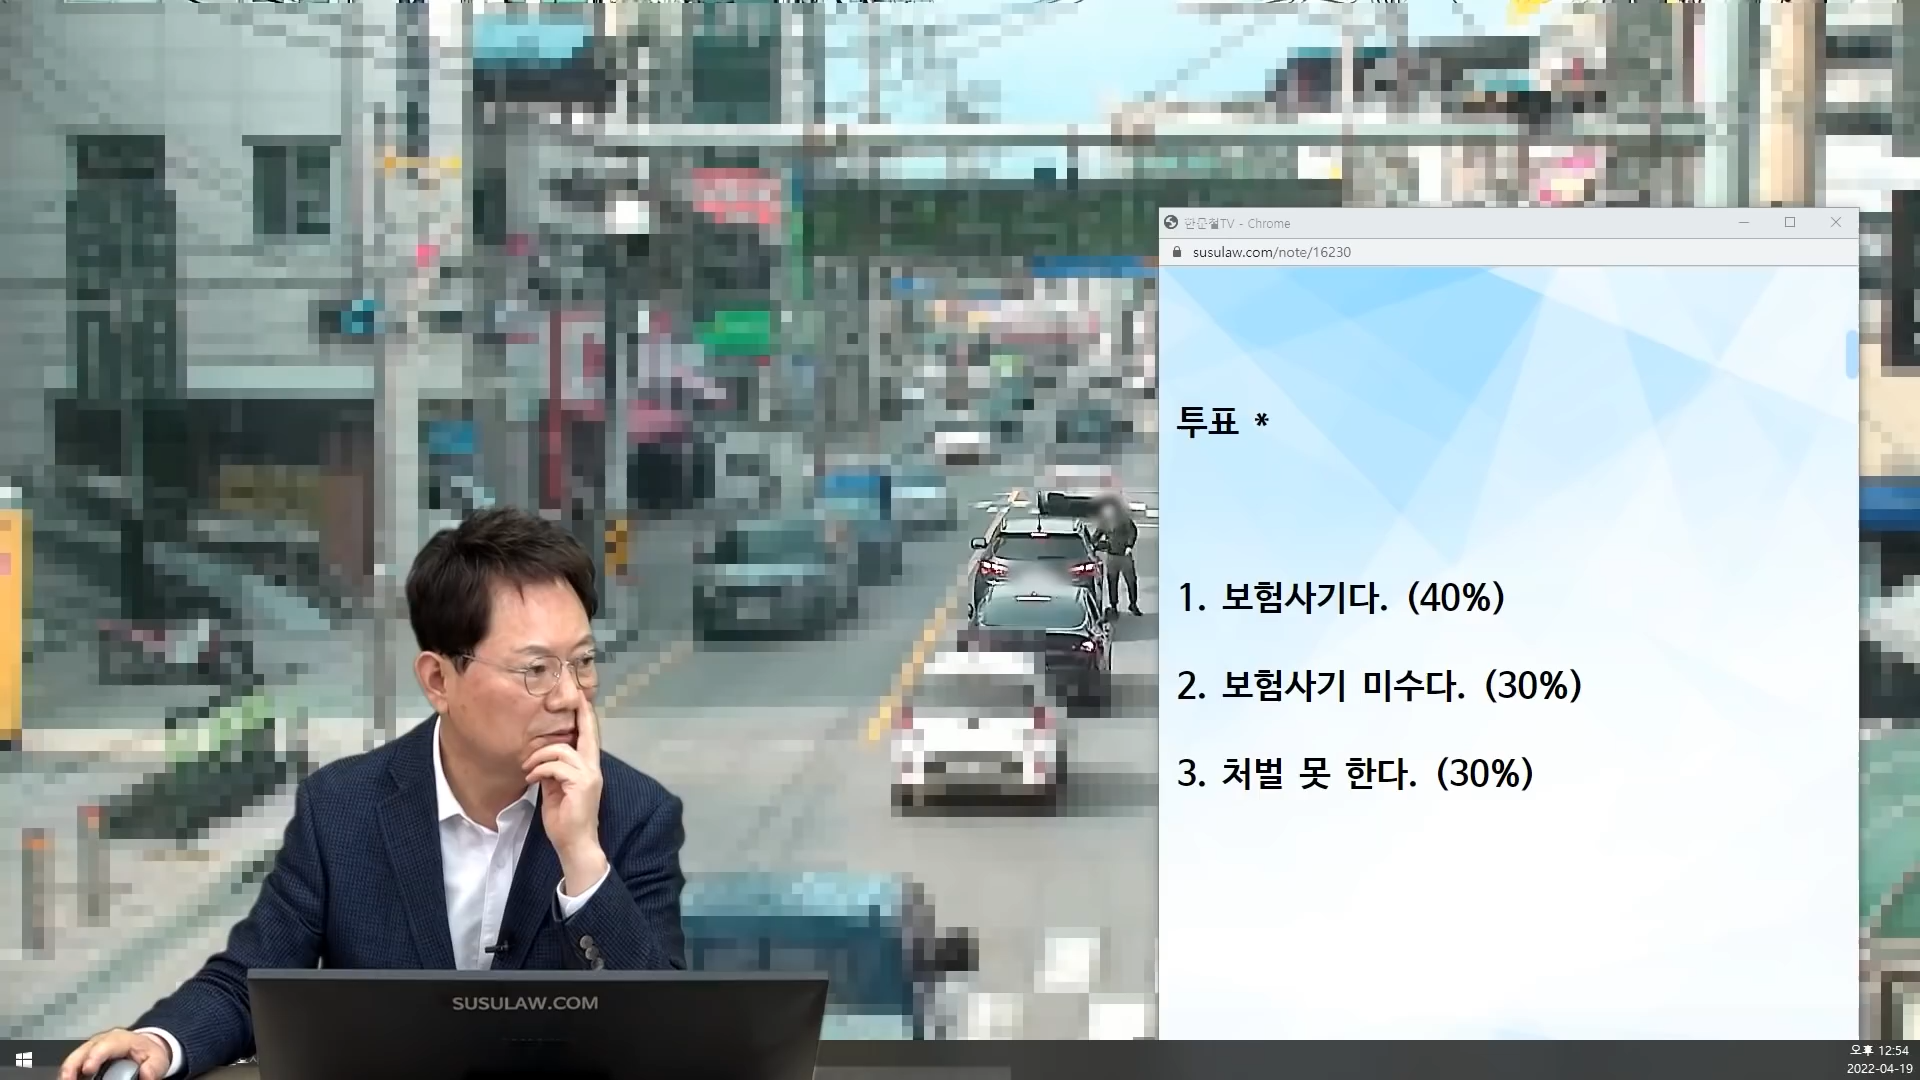 한문철TV - Chrome
susulaw.com/note/16230
투표 *
1. 보험사기다. (40%)
2. 보험사기 미수다. (30%)
3. 처벌 못 한다. (30%)
SUSULAW.COM
오후 12:54
2022-04-19